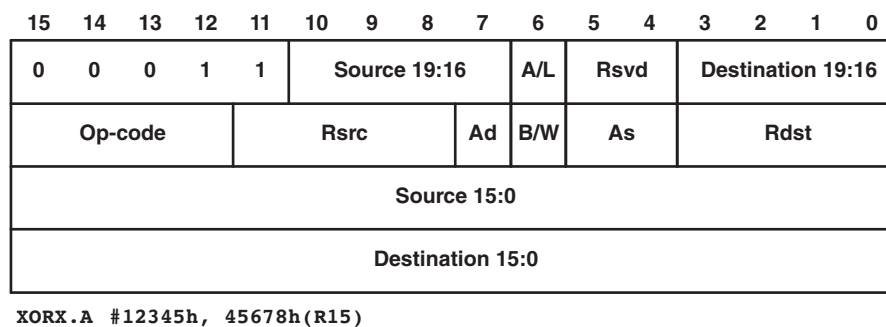 15 14 13 12 11 10 9 8 7 6 5 4 3 2 1 0
0 0 0 1 1 Source 19:16 A/L Rsvd Destination 19:16
Op-code Rsrc Ad B/W As Rdst
Source 15:0
Destination 15:0
XORX.A #12345h, 45678h(R15)